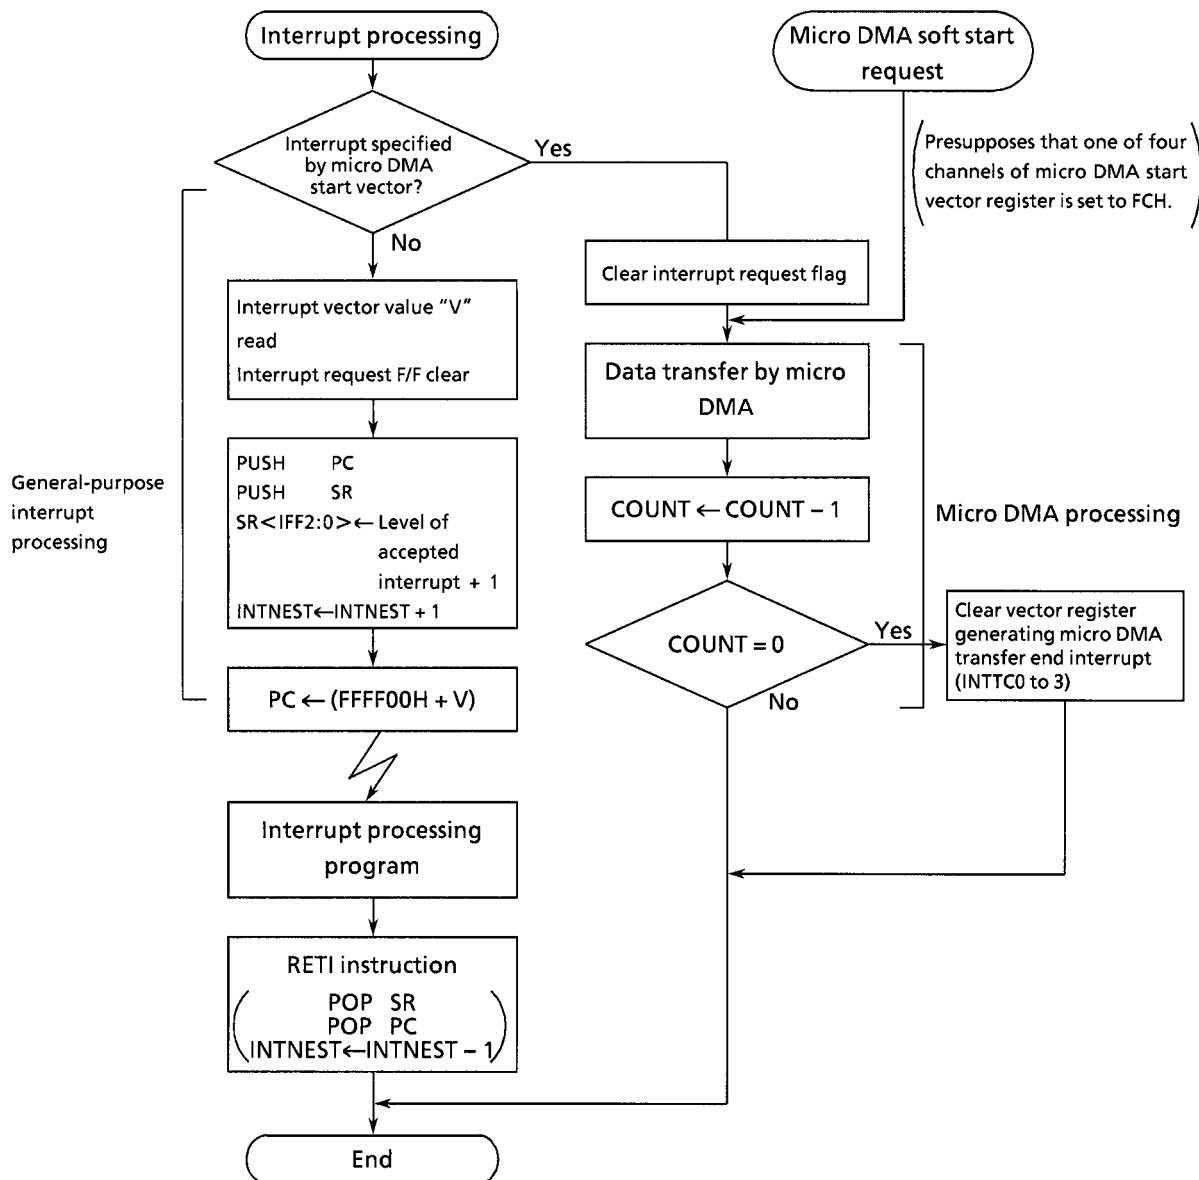 Interrupt processing
Micro DMA soft start
request
Interrupt specified
by micro DMA
start vector?
Yes
(Presupposes that one of four
channels of micro DMA start
vector register is set to FCH.)
No
Clear interrupt request flag
Interrupt vector value “V”
read
Interrupt request F/F clear
Data transfer by micro
DMA
General-purpose
interrupt
processing
PUSH PC
PUSH SR
SR<IFF2:0>← Level of
accepted
interrupt + 1
INTNEST←INTNEST + 1
COUNT ← COUNT – 1
Micro DMA processing
COUNT = 0
Yes
No
Clear vector register
generating micro DMA
transfer end interrupt
(INTTC0 to 3)
PC ← (FFFF00H + V)
Interrupt processing
program
RETI instruction
(POP SR
POP PC
INTNEST←INTNEST – 1)
End